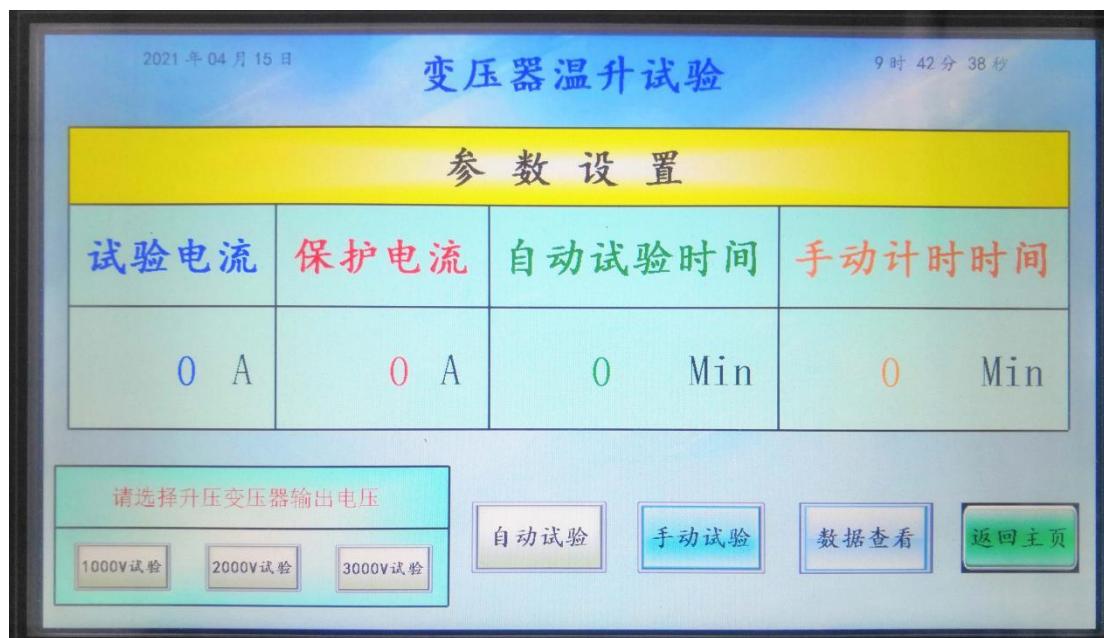 2021 年 04 月 15 日
变压器温升试验
9 时 42 分 38 秒
参数设置
试验电流 保护电流 自动试验时间 手动计时时间
0 A 0 A 0 Min 0 Min
请选择升压变压器输出电压
1000V试验 2000V试验 3000V试验
自动试验 手动试验 数据查看 返回主页